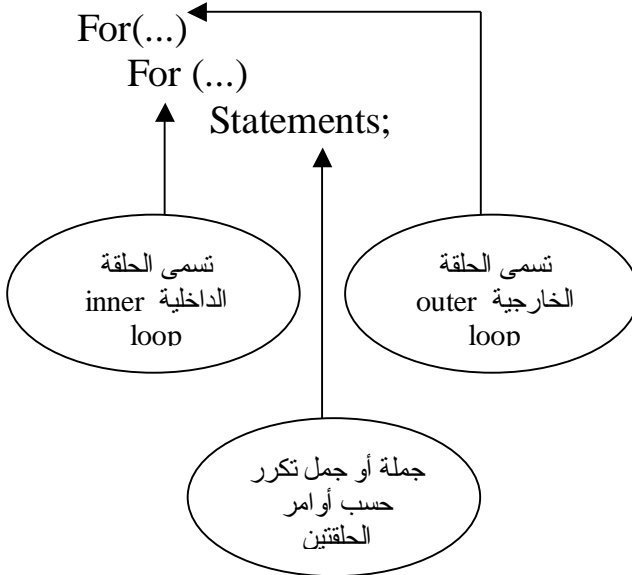 For(...)
For (...)
Statements;
تسمى الحلقة
الداخلية inner
loop
تسمى الحلقة
الخارجية outer
loop
جملة أو جمل تكرر
حسب أوامر
الحلقتين